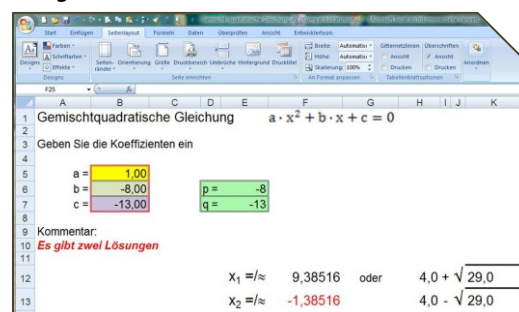 Start Einfügen Seitenlayout Formeln Daten Überprüfen Ansicht Entwicklertools
Farben
Schriftarten
Effekte
Designs
Seitenränder Orientierung Größe Druckbereich Umbrüche Hintergrund Drucktitel
Breite: Automatisch
Höhe: Automatisch
Skalierung: 100%
Gitternetzlinien Überschriften
Ansicht Ansicht
Drucken Drucken
Anordnen
Designs Seite einrichten An Format anpassen Tabellenblattoptionen
F25 fx
A B C D E F G H I J K
1 Gemischtquadratische Gleichung a · x² + b · x + c = 0
2
3 Geben Sie die Koeffizienten ein
4
5 a = 1,00
6 b = -8,00 p = -8
7 c = -13,00 q = -13
8
9 Kommentar:
10 Es gibt zwei Lösungen
11
12 x₁ =/≈ 9,38516 oder 4,0 + √ 29,0
13 x₂ =/≈ -1,38516 4,0 - √ 29,0